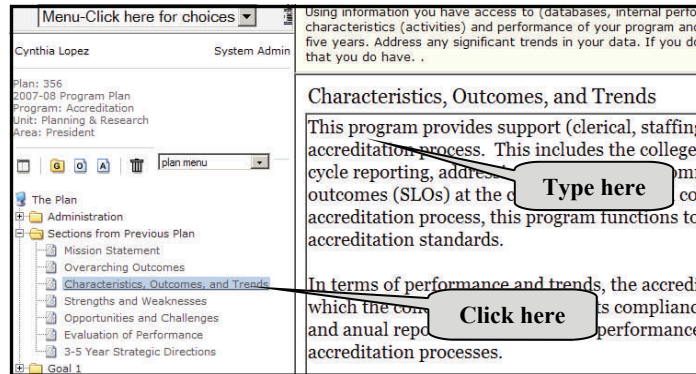 Menu-Click here for choices
Cynthia Lopez System Admin
Plan: 356
2007-08 Program Plan
Program: Accreditation
Unit: Planning & Research
Area: President
G O A plan menu
The Plan
Administration
Sections from Previous Plan
Mission Statement
Overarching Outcomes
Characteristics, Outcomes, and Trends
Strengths and Weaknesses
Opportunities and Challenges
Evaluation of Performance
3-5 Year Strategic Directions
Goal 1
Using information you have access to (databases, internal perfo
characteristics (activities) and performance of your program and
five years. Address any significant trends in your data. If you do
that you do have. .
Characteristics, Outcomes, and Trends
This program provides support (clerical, staffing
accreditation process. This includes the college
cycle reporting, address
outcomes (SLOs) at the c co
accreditation process, this program functions to
accreditation standards.
In terms of performance and trends, the accredi
which the con ts complianc
and anual repo performance
accreditation processes.
Type here
Click here